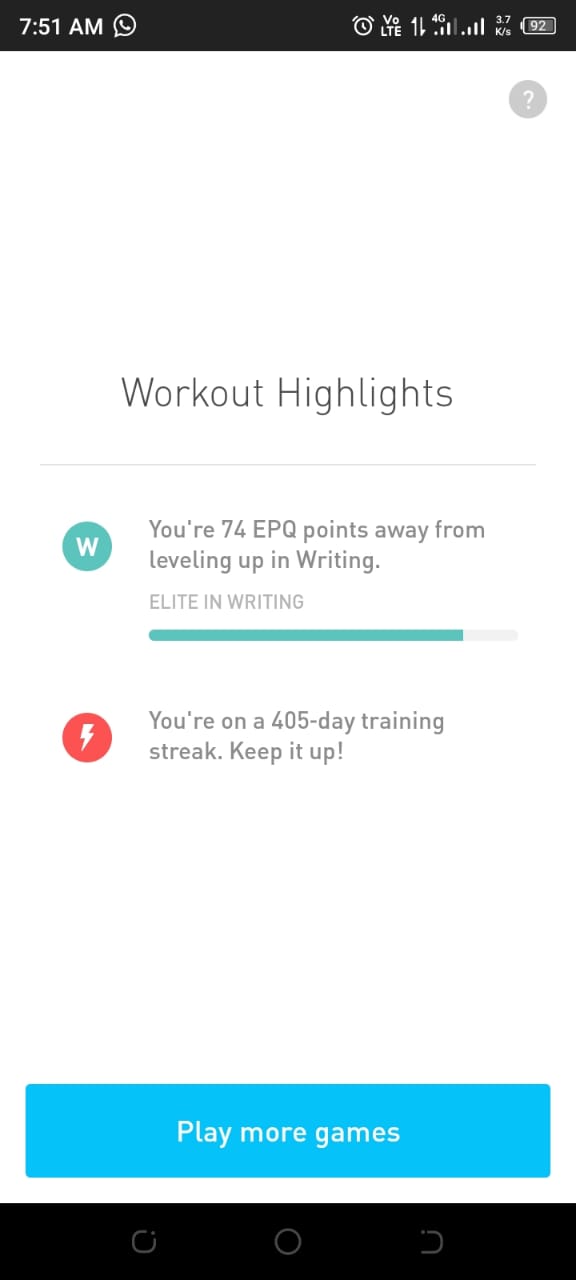 7:51 AM
Vo LTE 4G 3.7 K/s 92
?
Workout Highlights
W
You're 74 EPQ points away from
leveling up in Writing.
ELITE IN WRITING
You're on a 405-day training
streak. Keep it up!
Play more games